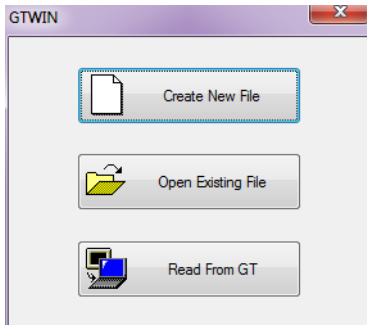 GTWIN
Create New File
Open Existing File
Read From GT